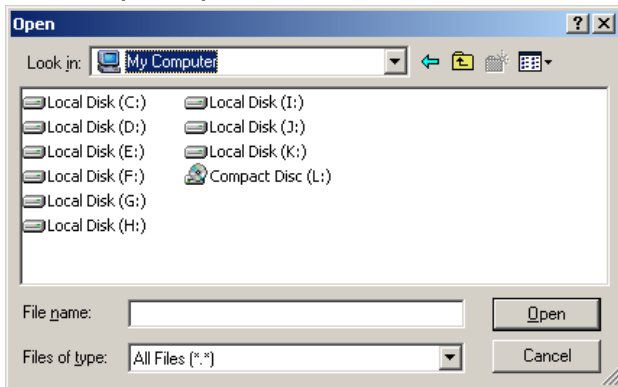 Open
Look in: My Computer
Local Disk (C:) Local Disk (I:)
Local Disk (D:) Local Disk (J:)
Local Disk (E:) Local Disk (K:)
Local Disk (F:) Compact Disc (L:)
Local Disk (G:)
Local Disk (H:)
File name: Open
Files of type: All Files (*.*) Cancel